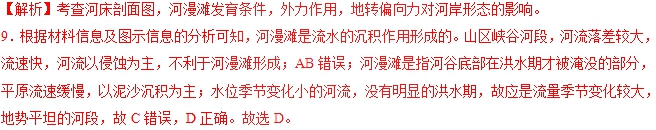 【解析】考查河床剖面图，河漫滩发育条件，外力作用，地转偏向力对河岸形态的影响。
9．根据材料信息及图示信息的分析可知，河漫滩是流水的沉积作用形成的。山区峡谷河段，河流落差较大，
流速快，河流以侵蚀为主，不利于河漫滩形成；AB 错误；河漫滩是指河谷底部在洪水期才被淹没的部分，
平原流速缓慢，以泥沙沉积为主；水位季节变化小的河流，没有明显的洪水期，故应是流量季节变化较大，
地势平坦的河段，故 C 错误，D 正确。故选 D。